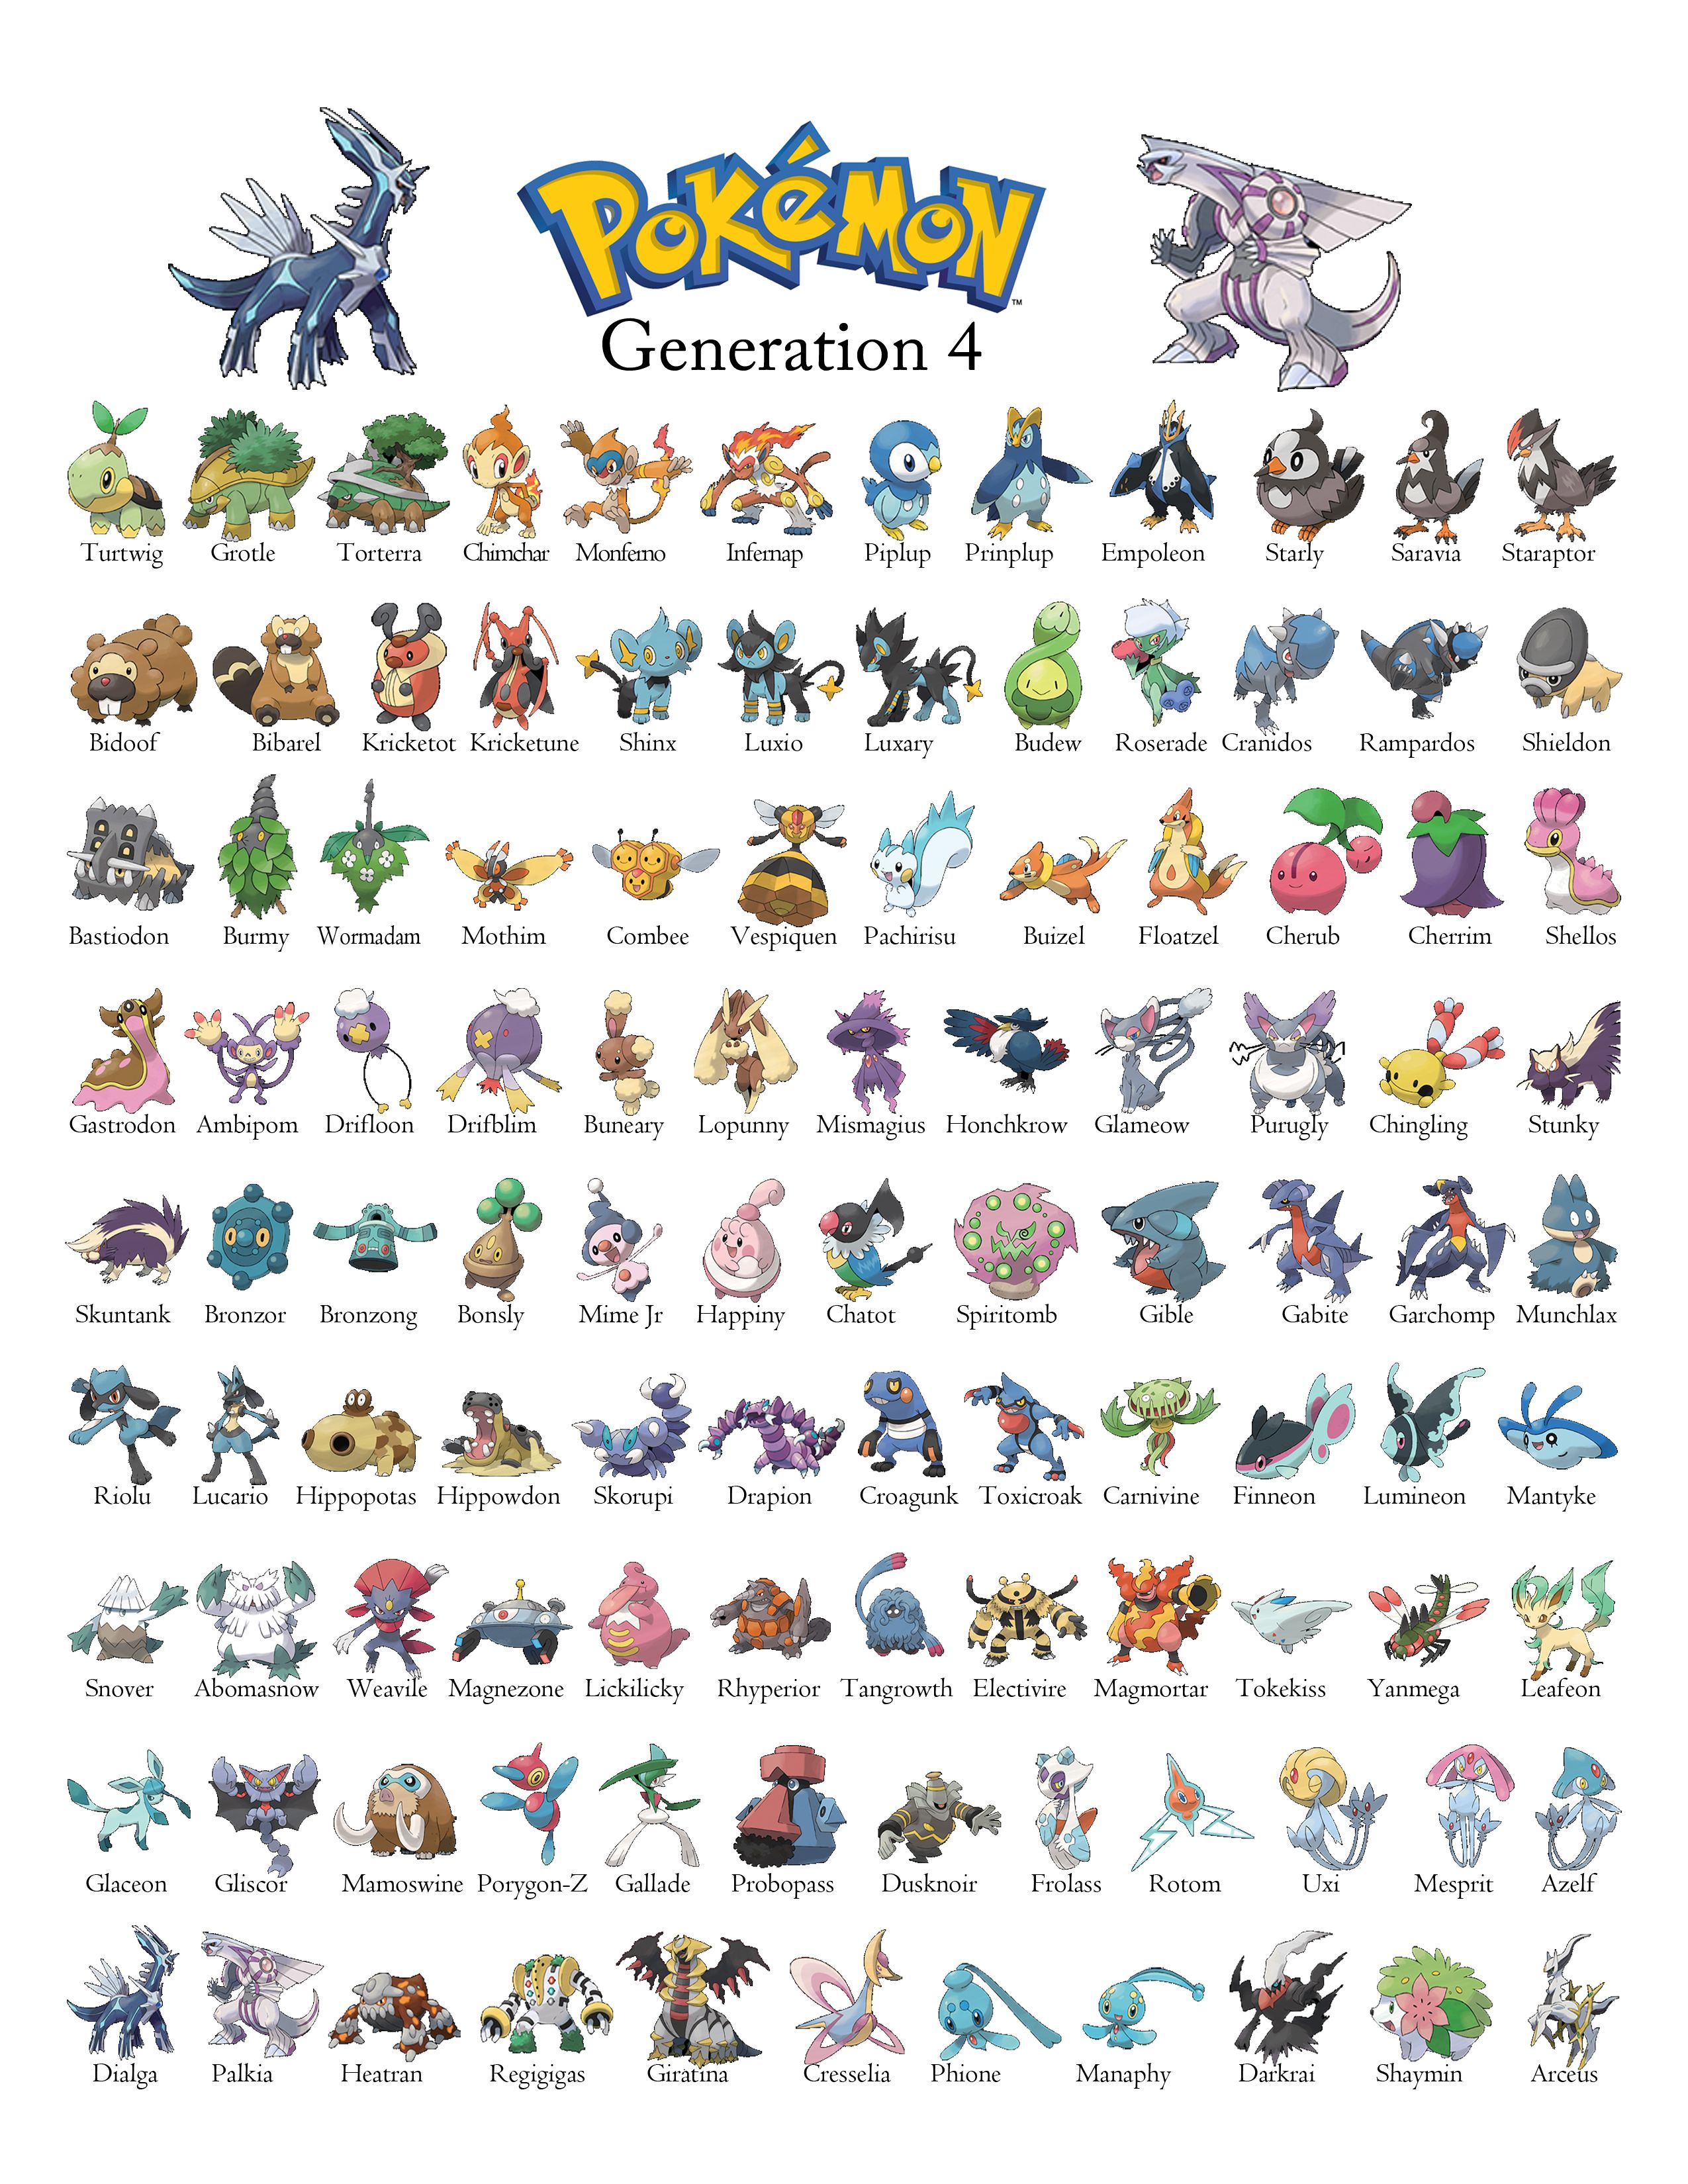 POKéMON
TM
Generation 4
Turtwig Grotle Torterra Chimchar Monferno Infernap Piplup Prinplup Empoleon Starly Saravia Staraptor
Bidoof Bibarel Kricketot Kricketune Shinx Luxio Luxary Budew Roserade Cranidos Rampardos Shieldon
Bastiodon Burmy Wormadam Mothim Combee Vespiquen Pachirisu Buizel Floatzel Cherub Cherrim Shellos
Gastrodon Ambipom Drifloon Drifblim Buneary Lopunny Mismagius Honchkrow Glameow Purugly Chingling Stunky
Skuntank Bronzor Bronzong Bonsly Mime Jr Happiny Chatot Spiritomb Gible Gabite Garchomp Munchlax
Riolu Lucario Hippopotas Hippowdon Skorupi Drapion Croagunk Toxicroak Carnivine Finneon Lumineon Mantyke
Snover Abomasnow Weavile Magnezone Lickilicky Rhyperior Tangrowth Electivire Magmortar Tokekiss Yanmega Leafeon
Glaceon Gliscor Mamoswine Porygon-Z Gallade Probopass Dusknoir Frolass Rotom Uxi Mesprit Azelf
Dialga Palkia Heatran Regigigas Giratina Cresselia Phione Manaphy Darkrai Shaymin Arceus